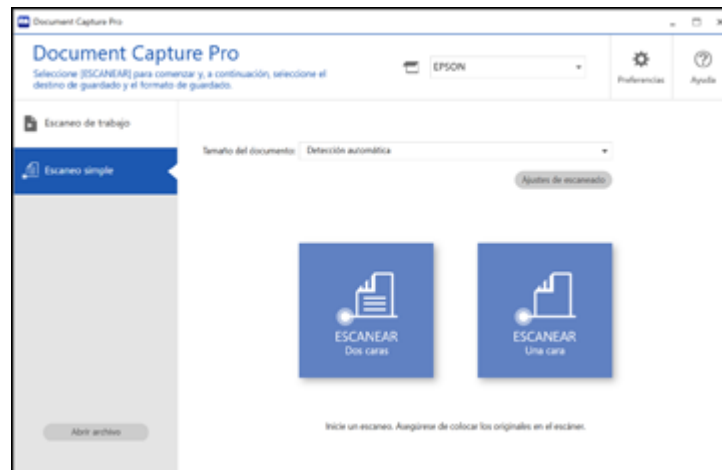 Document Capture Pro
Document Capture Pro
Seleccione [ESCANEAR] para comenzar y, a continuación, seleccione el
destino de guardado y el formato de guardado.
EPSON
Preferencias
Ayuda
Escaneo de trabajo
Escaneo simple
Tamaño del documento:
Detección automática
Ajustes de escaneado
ESCANEAR
Dos caras
ESCANEAR
Una cara
Inicie un escaneo. Asegúrese de colocar los originales en el escáner.
Abrir archivo